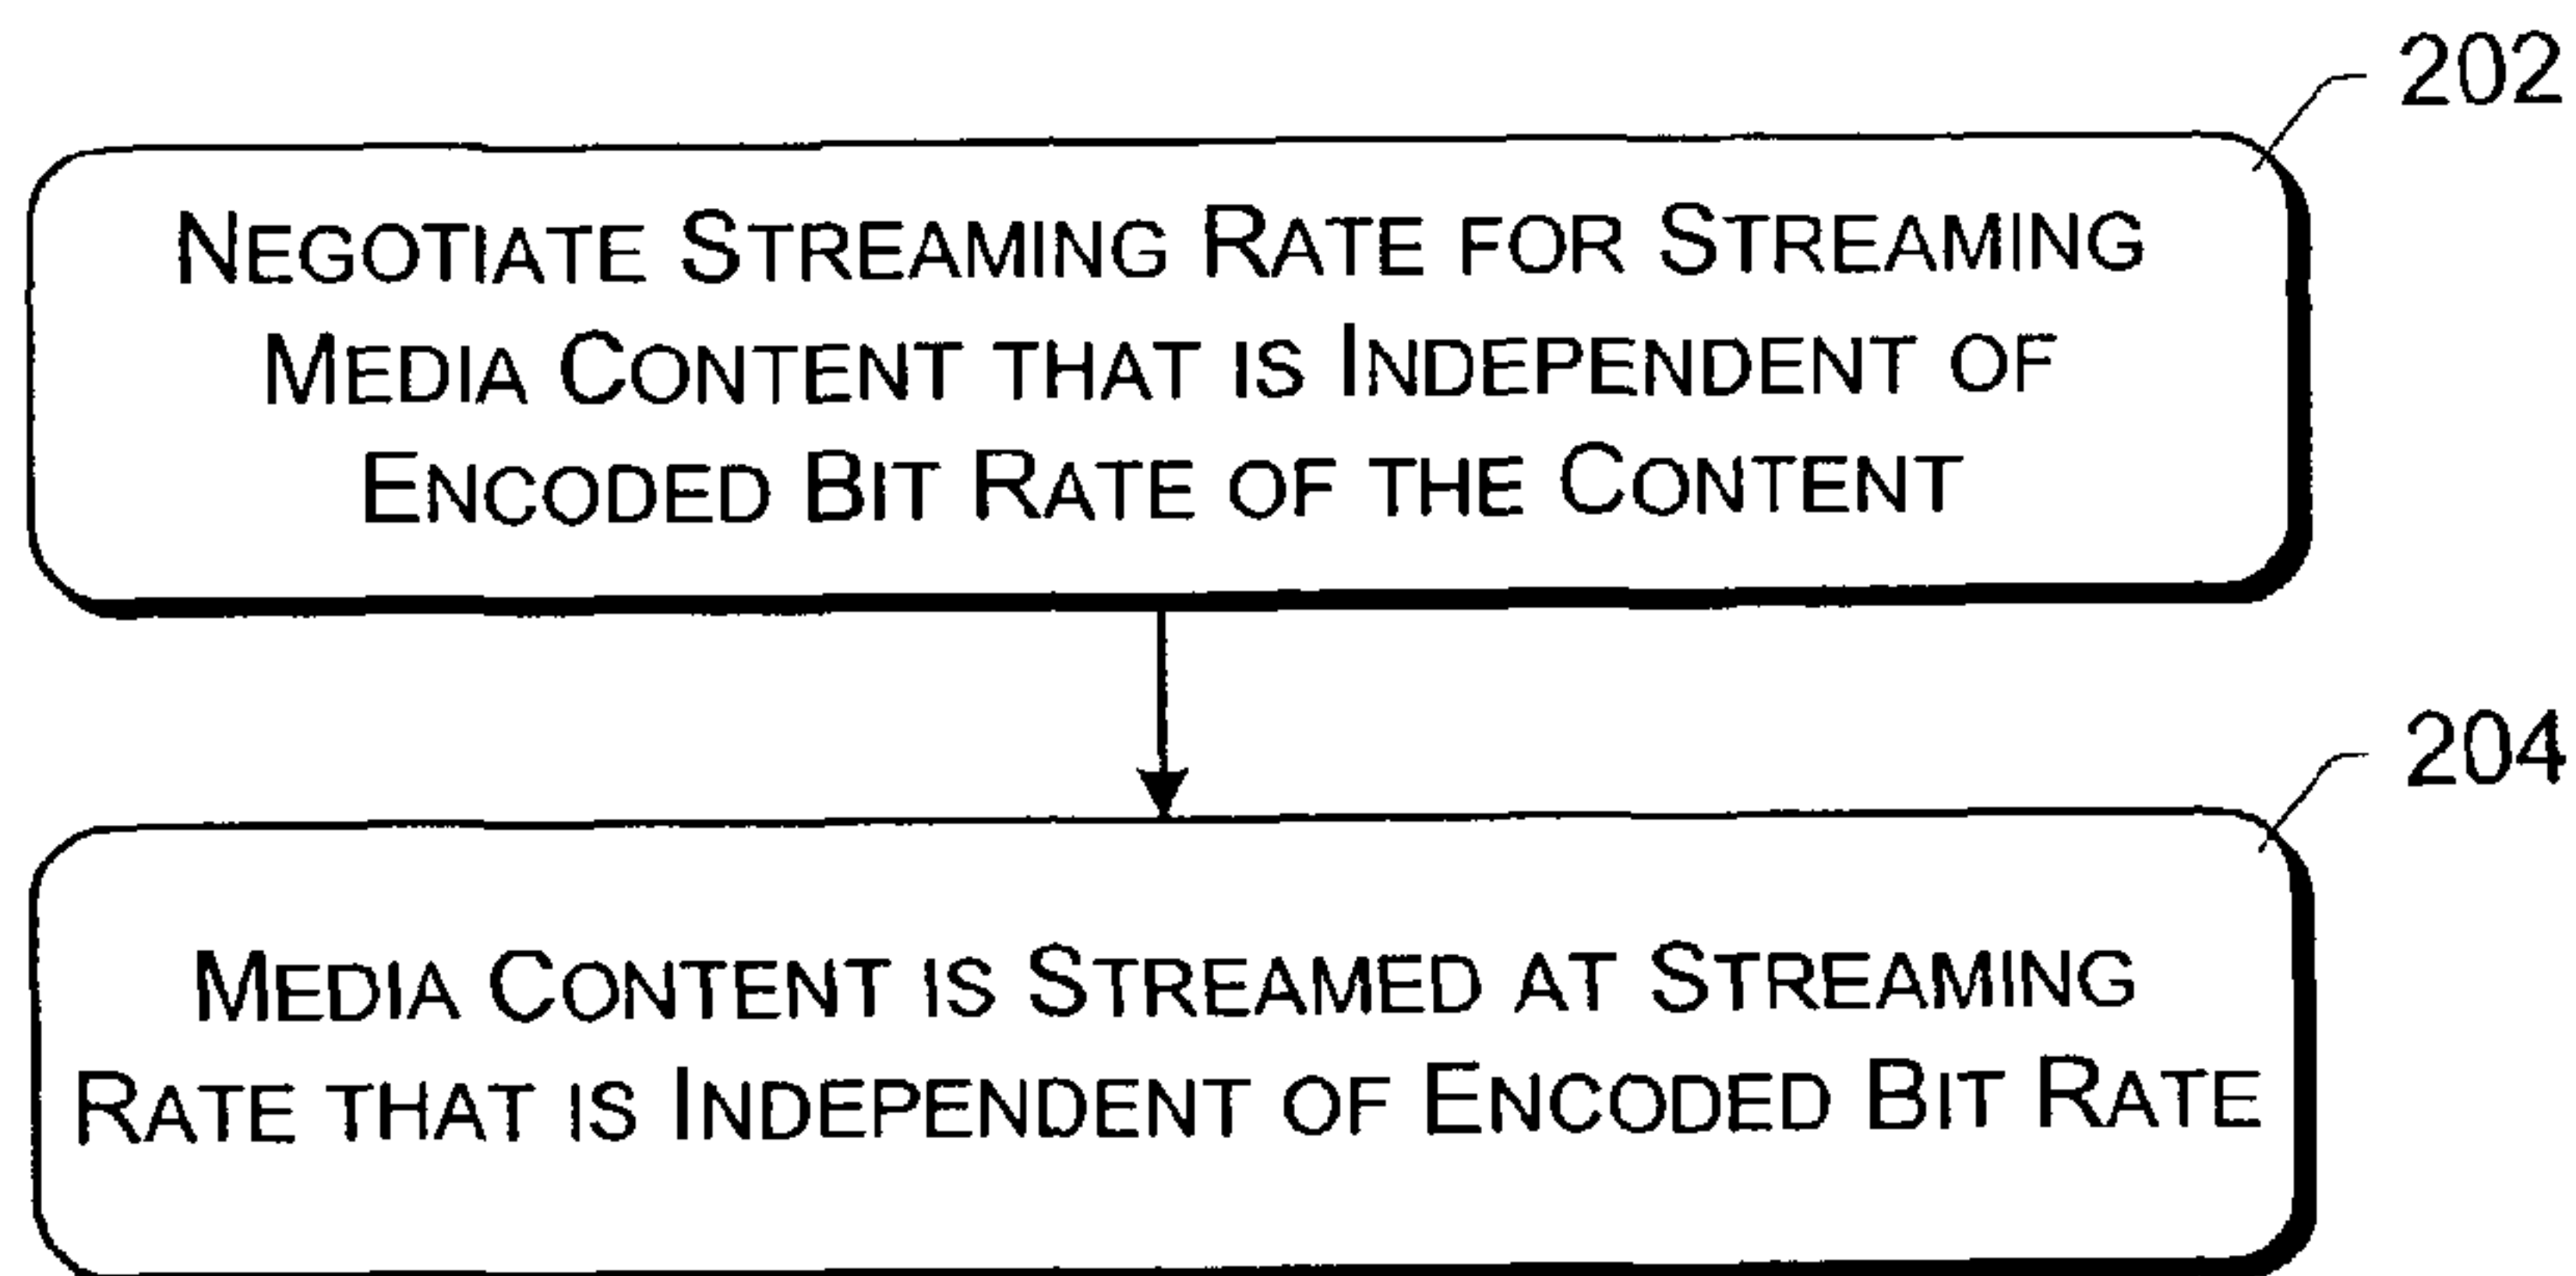 202
NEGOTIATE STREAMING RATE FOR STREAMING
MEDIA CONTENT THAT IS INDEPENDENT OF
ENCODED BIT RATE OF THE CONTENT
204
MEDIA CONTENT IS STREAMED AT STREAMING
RATE THAT IS INDEPENDENT OF ENCODED BIT RATE